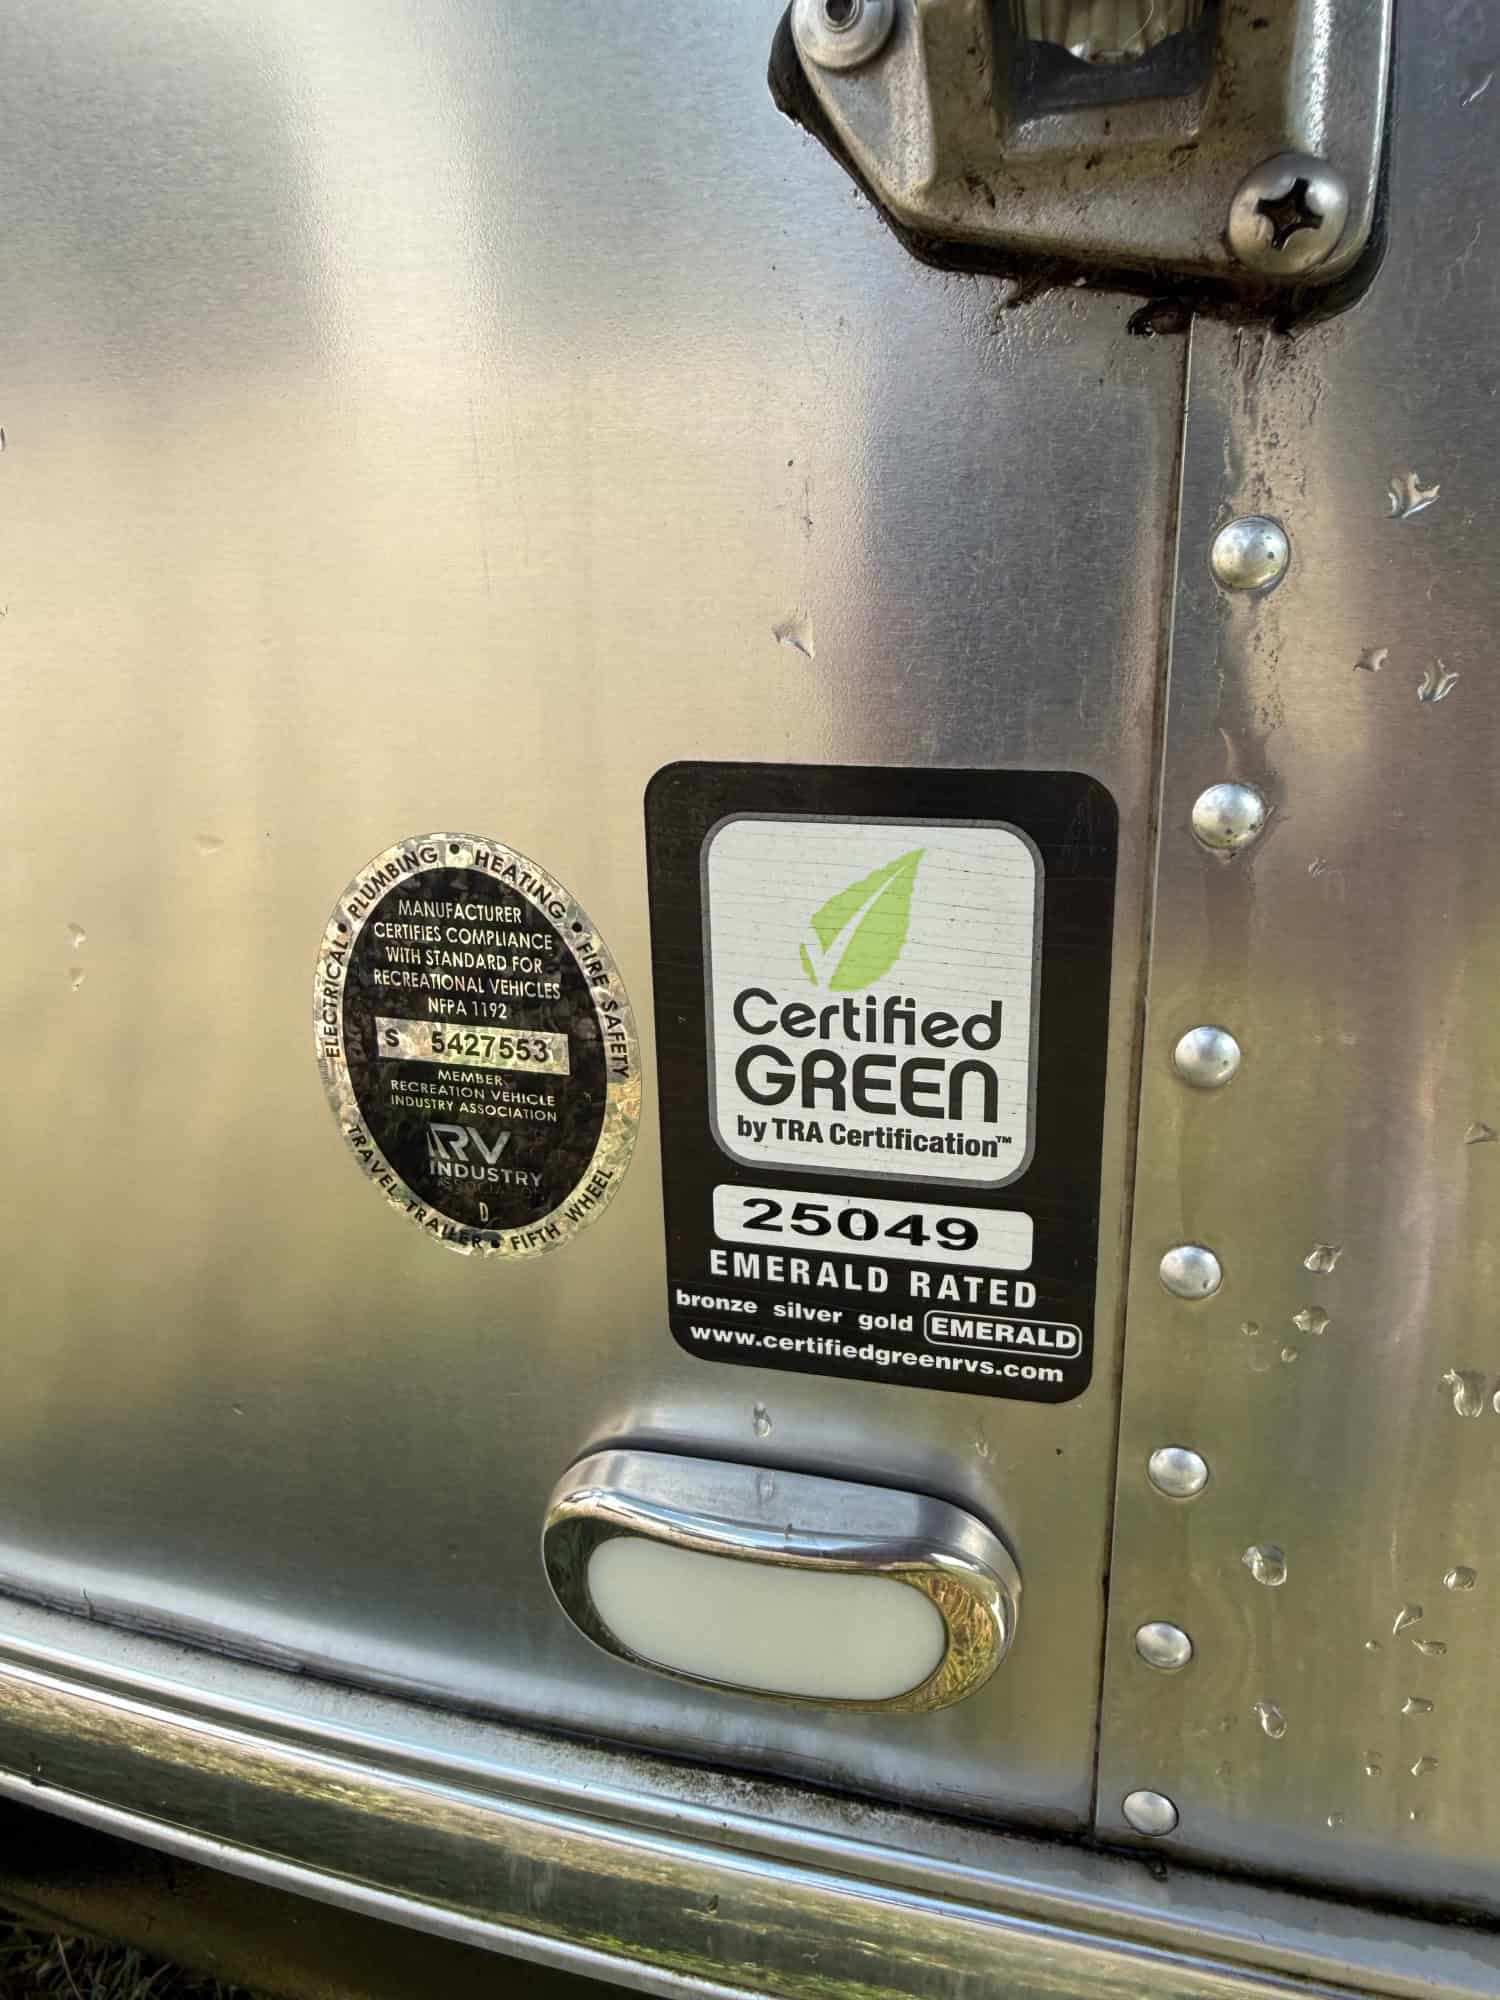 ELECTRICAL • PLUMBING • HEATING • FIRE SAFETY
MANUFACTURER
CERTIFIES COMPLIANCE
WITH STANDARD FOR
RECREATIONAL VEHICLES
NFPA 1192
S 5427553
MEMBER
RECREATION VEHICLE
INDUSTRY ASSOCIATION
RV
INDUSTRY
ASSOCIATION
D
TRAVEL TRAILER • FIFTH WHEEL
Certified
GREEN
by TRA Certification™
25049
EMERALD RATED
bronze silver gold EMERALD
www.certifiedgreenrvs.com